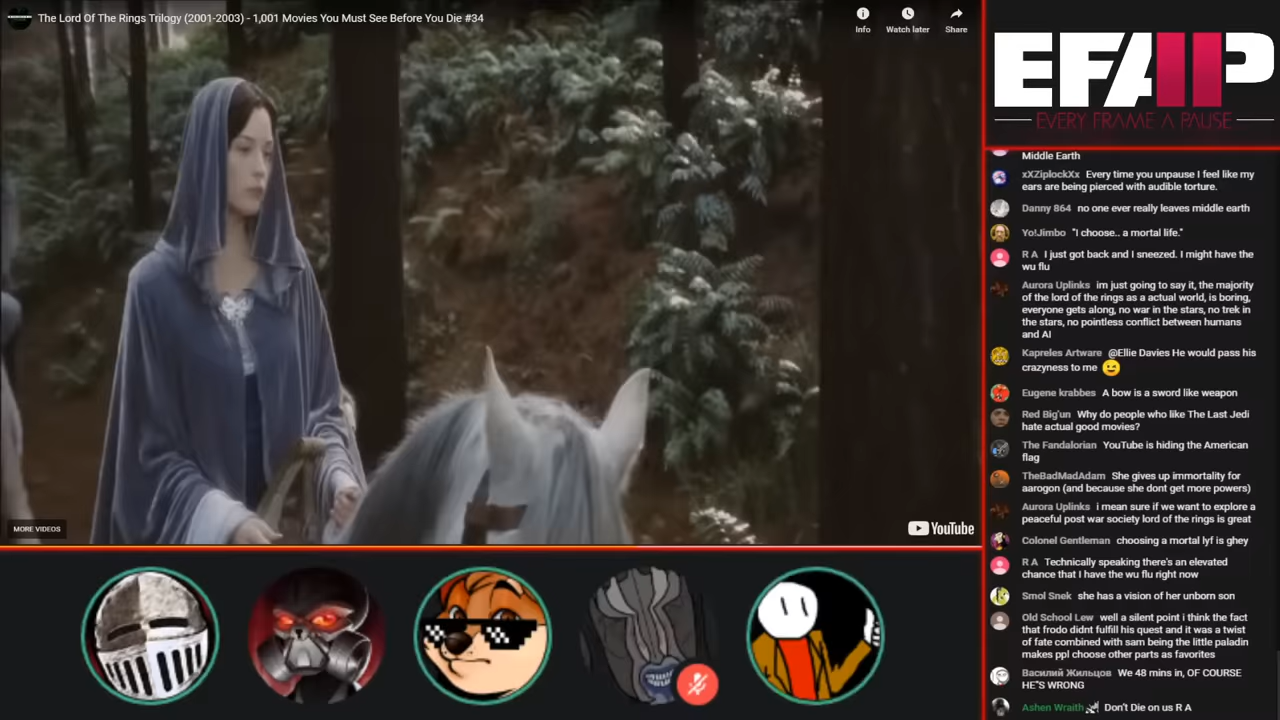 The Lord Of The Rings Trilogy (2001-2003) - 1,001 Movies You Must See Before You Die #34
Info
Watch later
Share
MORE VIDEOS
YouTube
EFAP
EVERY FRAME A PAUSE
Middle Earth
xXZiplockXx Every time you unpause I feel like my
ears are being pierced with audible torture.
Danny 864 no one ever really leaves middle earth
Yo!Jimbo "I choose.. a mortal life."
R A I just got back and I sneezed. I might have the
wu flu
Aurora Uplinks im just going to say it, the majority
of the lord of the rings as a actual world, is boring,
everyone gets along, no war in the stars, no trek in
the stars, no pointless conflict between humans
and AI
Kapreles Artware @Ellie Davies He would pass his
crazyness to me 😉
Eugene krabbes A bow is a sword like weapon
Red Big'un Why do people who like The Last Jedi
hate actual good movies?
The Fandalorian YouTube is hiding the American
flag
TheBadMadAdam She gives up immortality for
aarogon (and because she dont get more powers)
Aurora Uplinks i mean sure if we want to explore a
peaceful post war society lord of the rings is great
Colonel Gentleman choosing a mortal lyf is ghey
R A Technically speaking there's an elevated
chance that I have the wu flu right now
Smol Snek she has a vision of her unborn son
Old School Lew well a silent point i think the fact
that frodo didnt fulfill his quest and it was a twist
of fate combined with sam being the little paladin
makes ppl choose other parts as favorites
Василий Жильцов We 48 mins in, OF COURSE
HE"S WRONG
Ashen Wraith Don't Die on us R A